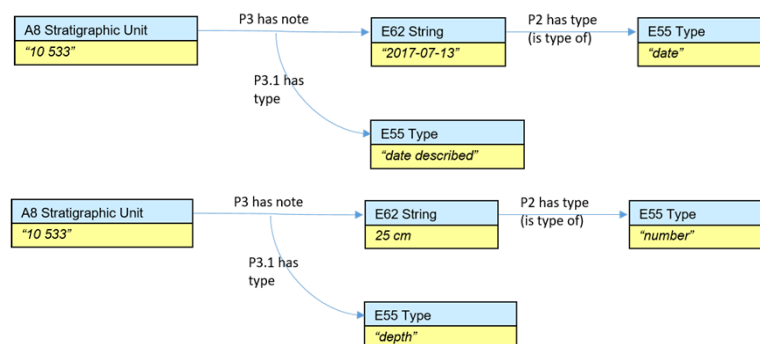 A8 Stratigraphic Unit
“10 533”
P3 has note
E62 String
“2017-07-13”
P2 has type
(is type of)
E55 Type
“date”
P3.1 has
type
E55 Type
“date described”
A8 Stratigraphic Unit
“10 533”
P3 has note
E62 String
25 cm
P2 has type
(is type of)
E55 Type
“number”
P3.1 has
type
E55 Type
“depth”